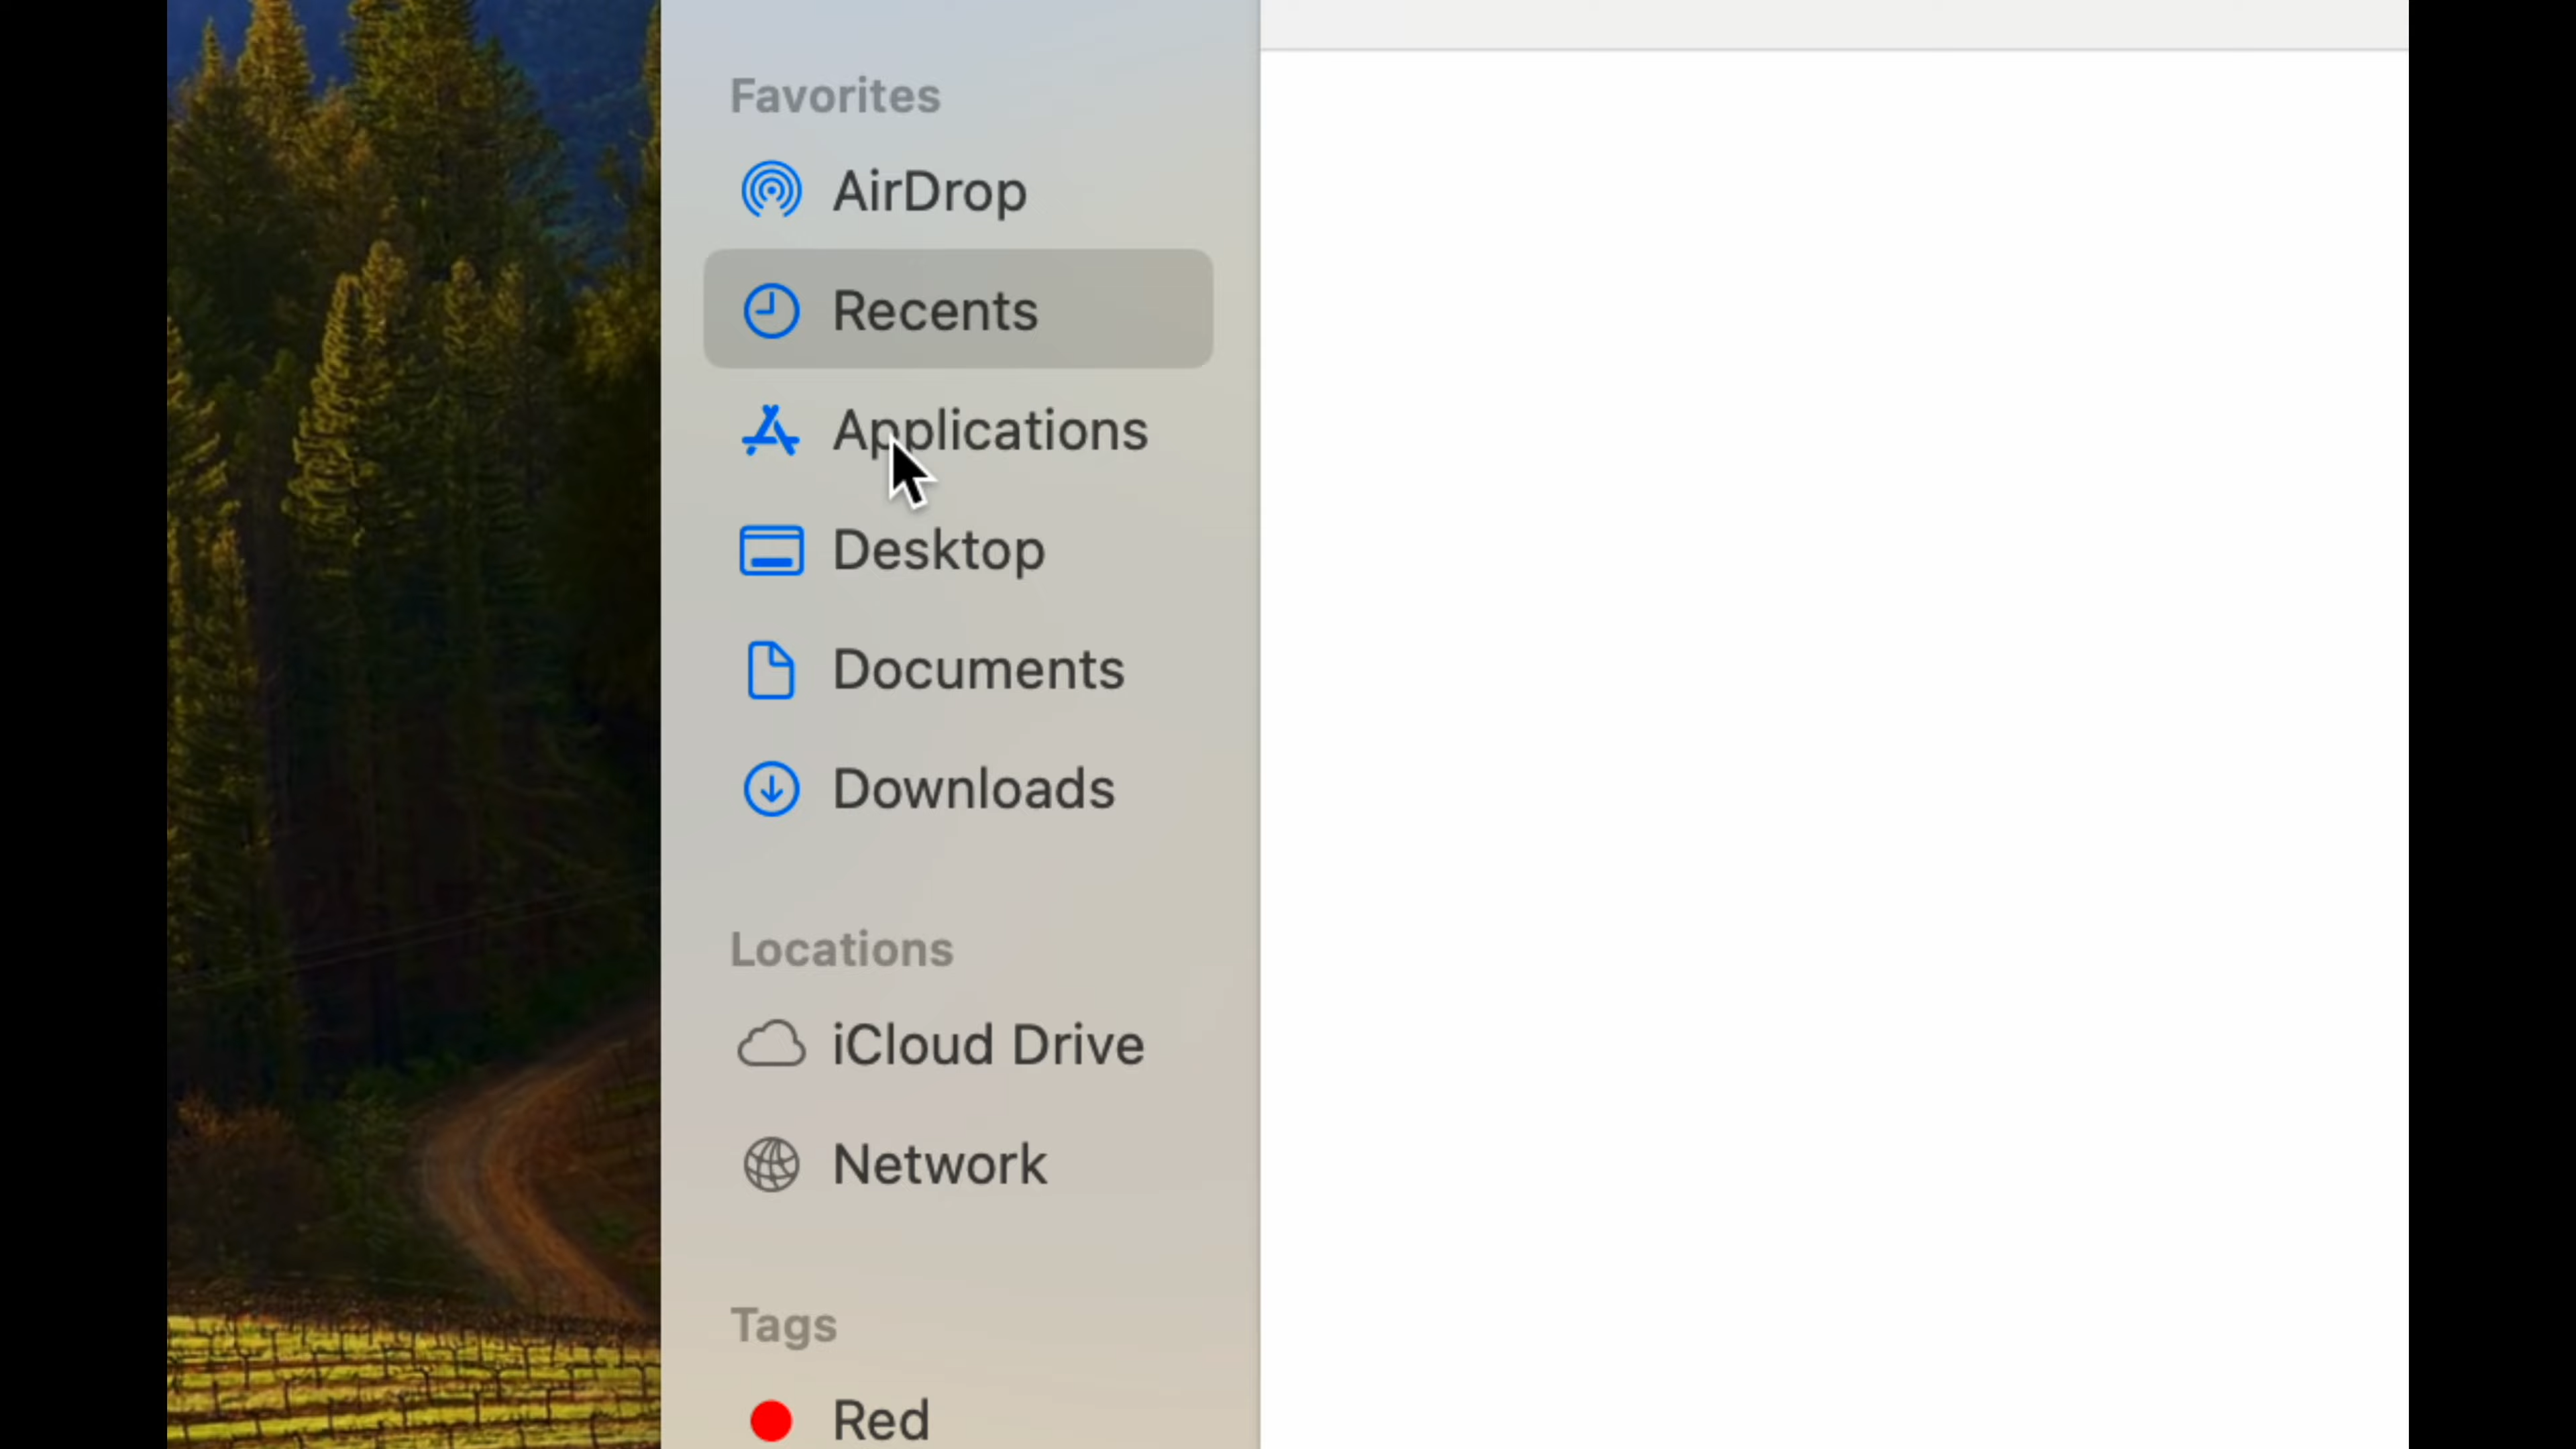 Favorites
AirDrop
Recents
Applications
Desktop
Documents
Downloads
Locations
iCloud Drive
Network
Tags
Red